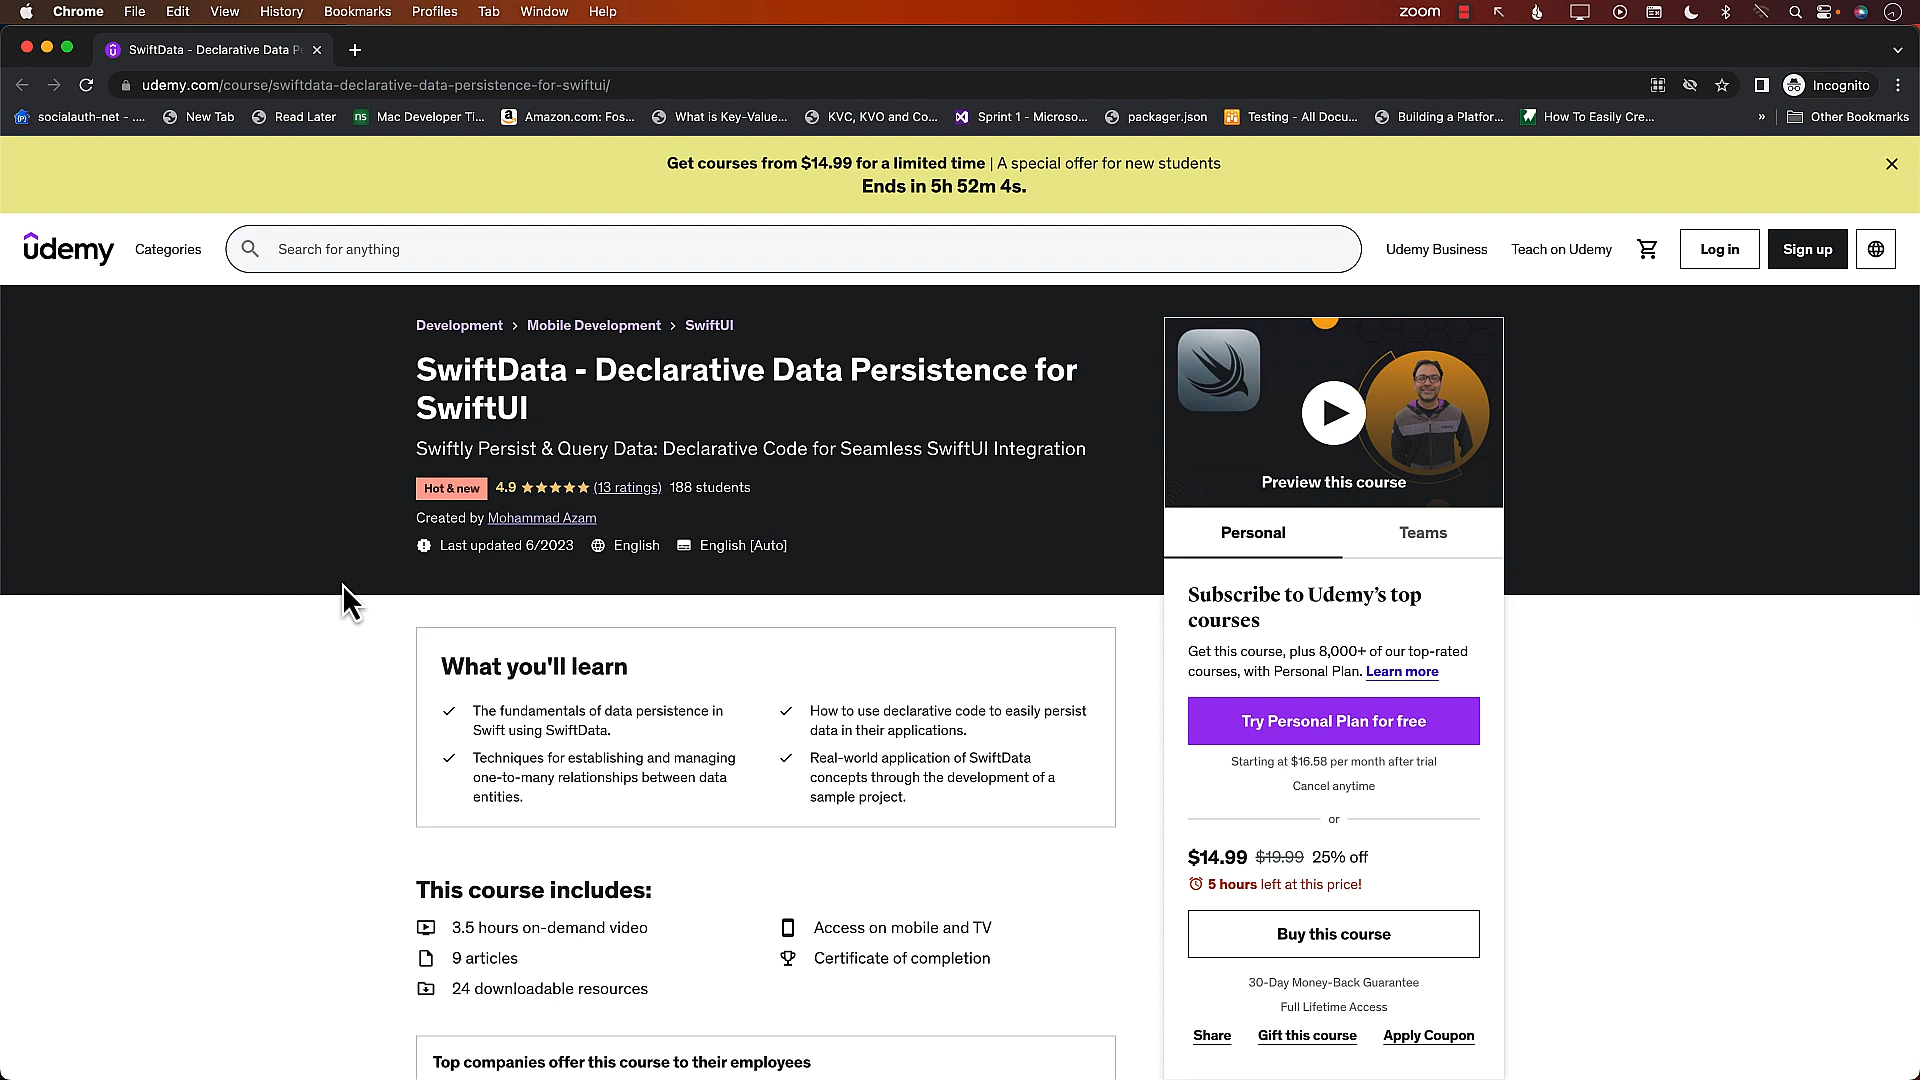 Chrome File Edit View History Bookmarks Profiles Tab Window Help zoom
SwiftData - Declarative Data P
udemy.com/course/swiftdata-declarative-data-persistence-for-swiftui/ Incognito
socialauth-net - .... New Tab Read Later ns Mac Developer Ti... Amazon.com: Fos... What is Key-Value... KVC, KVO and Co... Sprint 1 - Microso... packager.json Testing - All Docu... Building a Platfor... How To Easily Cre... » Other Bookmarks
Get courses from $14.99 for a limited time | A special offer for new students
Ends in 5h 52m 4s.
udemy Categories Search for anything Udemy Business Teach on Udemy Log in Sign up
Development > Mobile Development > SwiftUI
SwiftData - Declarative Data Persistence for
SwiftUI
Swiftly Persist & Query Data: Declarative Code for Seamless SwiftUI Integration
Hot & new 4.9 (13 ratings) 188 students
Created by Mohammad Azam
Last updated 6/2023 English English [Auto]
Preview this course
Personal Teams
Subscribe to Udemy's top
courses
Get this course, plus 8,000+ of our top-rated
courses, with Personal Plan. Learn more
Try Personal Plan for free
Starting at $16.58 per month after trial
Cancel anytime
or
$14.99 $19.99 25% off
5 hours left at this price!
Buy this course
30-Day Money-Back Guarantee
Full Lifetime Access
Share Gift this course Apply Coupon
What you'll learn
The fundamentals of data persistence in
Swift using SwiftData.
How to use declarative code to easily persist
data in their applications.
Techniques for establishing and managing
one-to-many relationships between data
entities.
Real-world application of SwiftData
concepts through the development of a
sample project.
This course includes:
3.5 hours on-demand video
9 articles
24 downloadable resources
Access on mobile and TV
Certificate of completion
Top companies offer this course to their employees